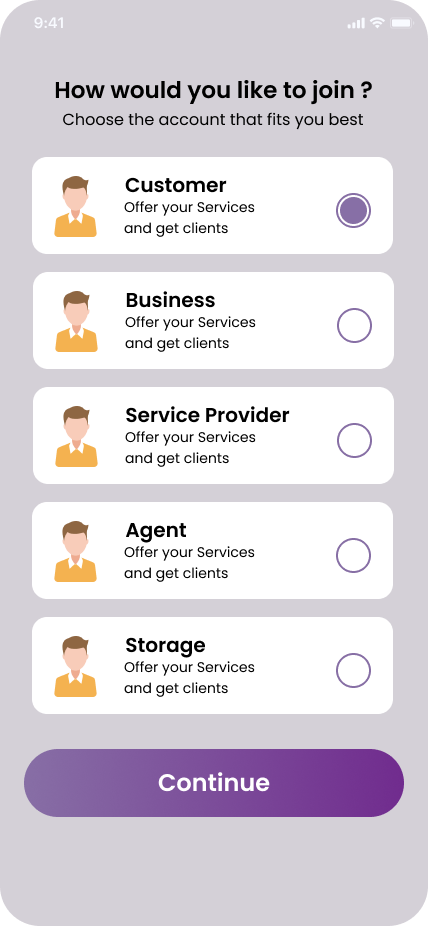 9:41
How would you like to join ?
Choose the account that fits you best
Customer
Offer your Services
and get clients
Business
Offer your Services
and get clients
Service Provider
Offer your Services
and get clients
Agent
Offer your Services
and get clients
Storage
Offer your Services
and get clients
Continue